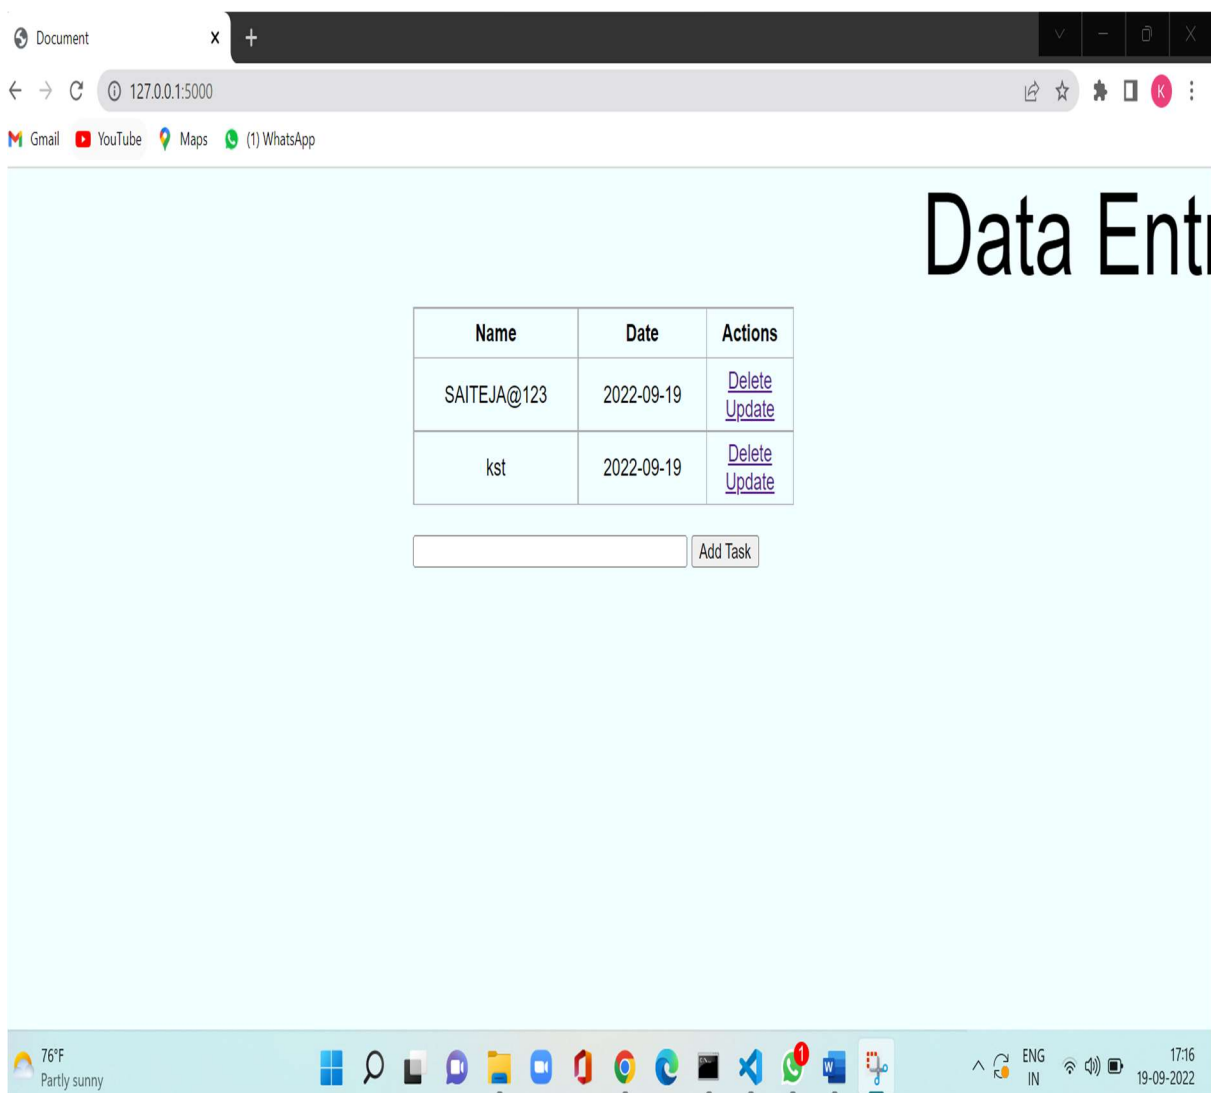 Document
127.0.0.1:5000
K
Gmail YouTube Maps (1) WhatsApp
Data Entr
Name Date Actions
SAITEJA@123 2022-09-19 Delete
Update
kst 2022-09-19 Delete
Update
Add Task
76°F
Partly sunny
1
W
ENG
IN
17:16
19-09-2022